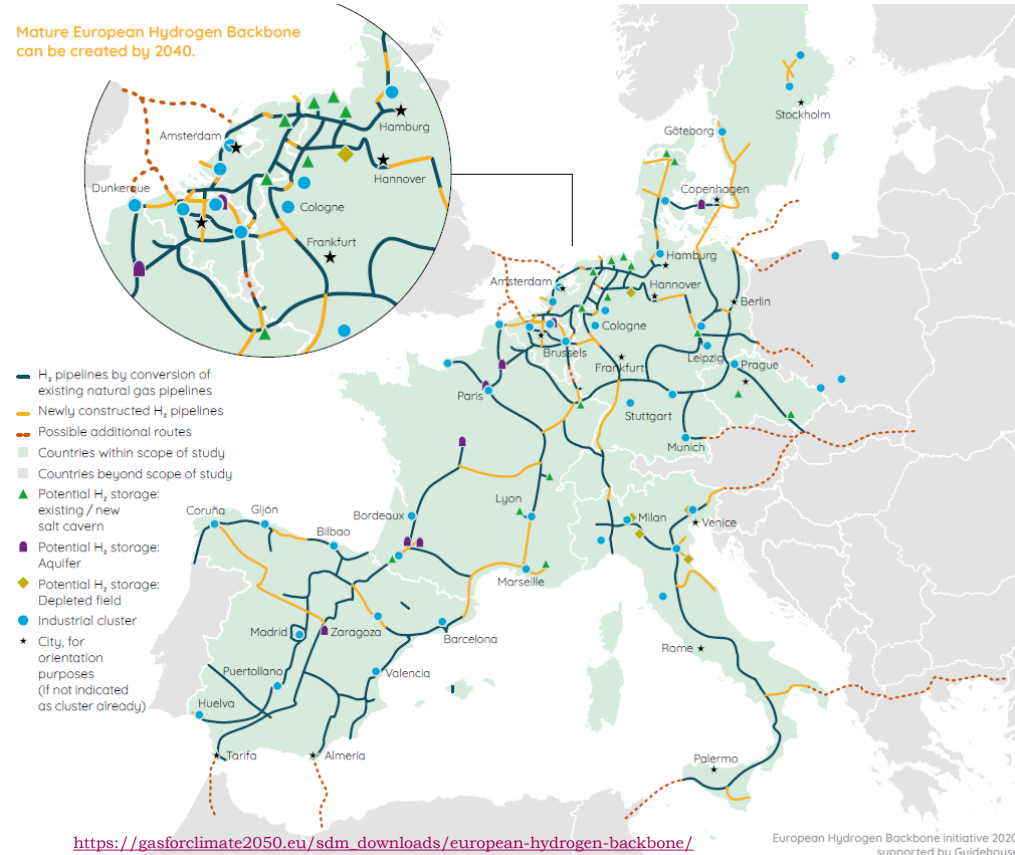 Mature European Hydrogen Backbone
can be created by 2040.
Amsterdam
Hamburg
Hannover
Dunkerque
Cologne
Frankfurt
Stockholm
Göteborg
Copenhagen
Hamburg
Amsterdam
Hannover
Berlin
Cologne
Brussels
Leipzig
Frankfurt
Prague
Paris
Stuttgart
Munich
H₂ pipelines by conversion of
existing natural gas pipelines
Newly constructed H₂ pipelines
Possible additional routes
Countries within scope of study
Countries beyond scope of study
Potential H₂ storage:
existing / new
salt cavern
Potential H₂ storage:
Aquifer
Potential H₂ storage:
Depleted field
Industrial cluster
City, for
orientation
purposes
(if not indicated
as cluster already)
Lyon
Coruña
Gijón
Bordeaux
Milan
Venice
Bilbao
Marseille
Madrid
Zaragoza
Barcelona
Rome
Puertollano
Valencia
Huelva
Tarifa
Almería
Palermo
https://gasforclimate2050.eu/sdm_downloads/european-hydrogen-backbone/
European Hydrogen Backbone initiative 2020
supported by Guidehouse